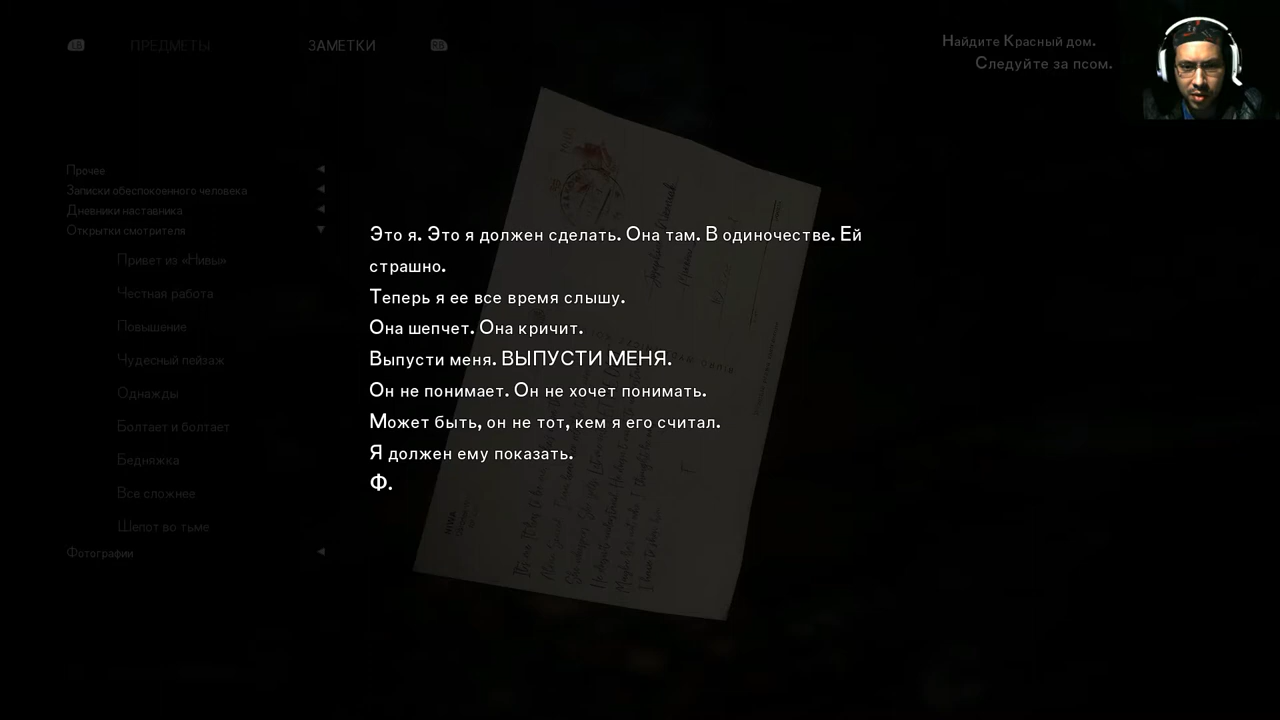 LB ПРЕДМЕТЫ ЗАМЕТКИ RB
Найдите Красный дом.
Следуйте за псом.
Прочее
Записки обеспокоенного человека
Дневники наставника
Открытки смотрителя
Привет из «Нивы»
Честная работа
Повышение
Чудесный пейзаж
Однажды
Болтает и болтает
Бедняжка
Все сложнее
Шепот во тьме
Фотографии
Это я. Это я должен сделать. Она там. В одиночестве. Ей
страшно.
Теперь я ее все время слышу.
Она шепчет. Она кричит.
Выпусти меня. ВЫПУСТИ МЕНЯ.
Он не понимает. Он не хочет понимать.
Может быть, он не тот, кем я его считал.
Я должен ему показать.
Ф.
NIWA